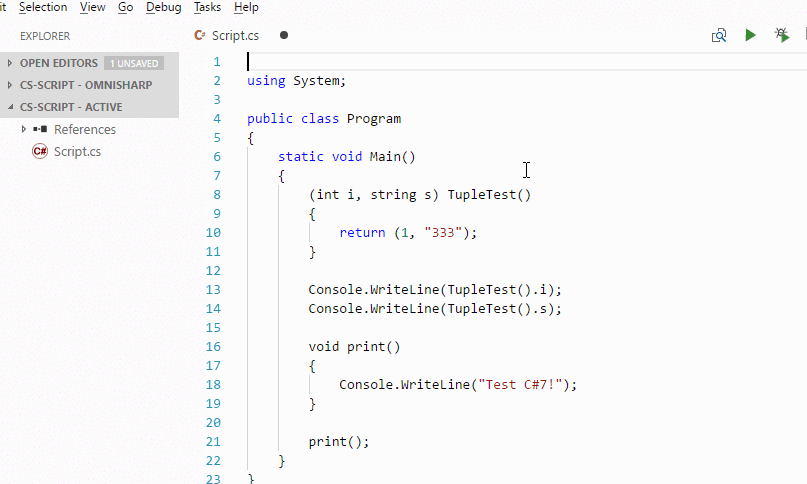 it Selection View Go Debug Tasks Help
EXPLORER
Script.cs
OPEN EDITORS 1 UNSAVED
CS-SCRIPT - OMNISHARP
CS-SCRIPT - ACTIVE
References
C# Script.cs
1
2 using System;
3
4 public class Program
5 {
6 static void Main()
7 {
8 (int i, string s) TupleTest()
9 {
10 return (1, "333");
11 }
12
13 Console.WriteLine(TupleTest().i);
14 Console.WriteLine(TupleTest().s);
15
16 void print()
17 {
18 Console.WriteLine("Test C#7!");
19 }
20
21 print();
22 }
23 }